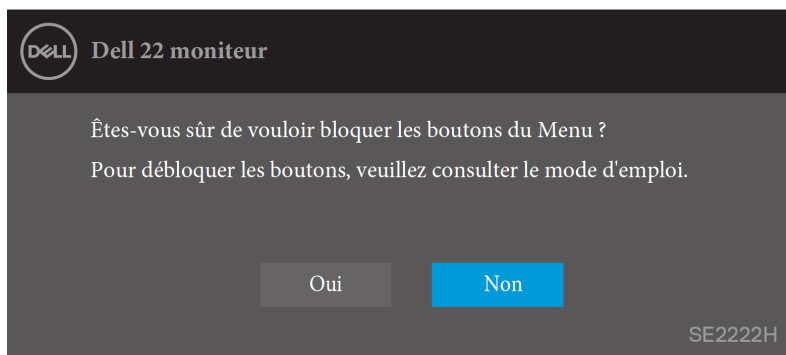 DELL
Dell 22 moniteur
Êtes-vous sûr de vouloir bloquer les boutons du Menu ?
Pour débloquer les boutons, veuillez consulter le mode d'emploi.
Oui Non
SE2222H